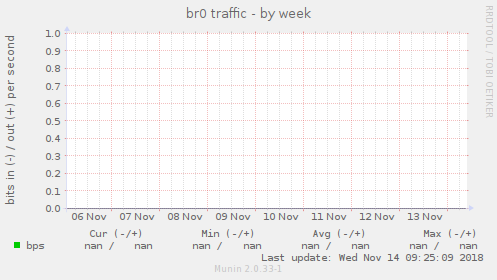 br0 traffic - by week
RRDTOOL / TOBI OETIKER
bits in (-) / out (+) per second
1.0
0.9
0.8
0.7
0.6
0.5
0.4
0.3
0.2
0.1
0.0
06 Nov 07 Nov 08 Nov 09 Nov 10 Nov 11 Nov 12 Nov 13 Nov
Cur (-/+) Min (-/+) Avg (-/+) Max (-/+)
bps nan / nan nan / nan nan / nan nan / nan
Last update: Wed Nov 14 09:25:09 2018
Munin 2.0.33-1